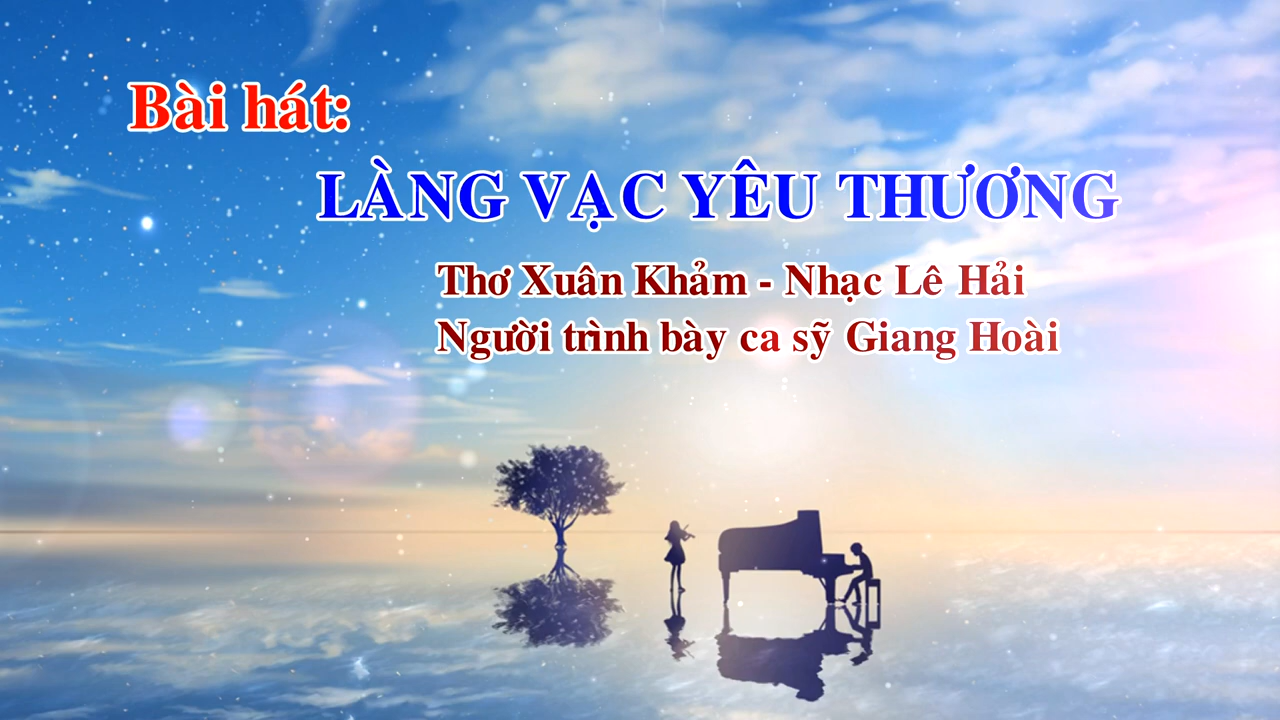 Bài hát:
LÀNG VẠC YÊU THƯƠNG
Thơ Xuân Khảm - Nhạc Lê Hải
Người trình bày ca sỹ Giang Hoài